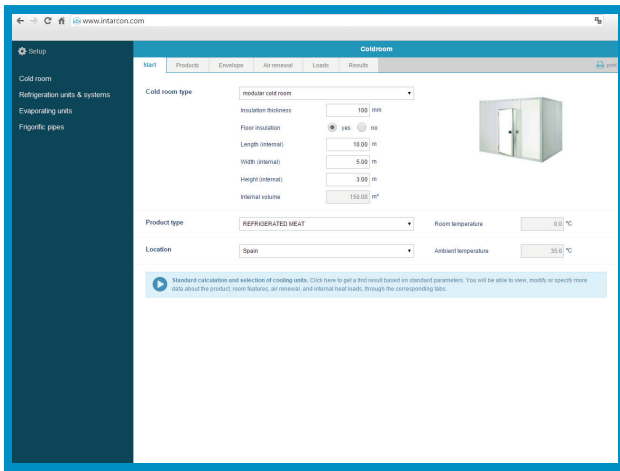 www.intarcon.com
Setup
Cold room
Refrigeration units & systems
Evaporating units
Frigorific pipes
Coldroom
Start Products Envelope Air renewal Loads Results print
Cold room type modular cold room
Insulation thickness 100 mm
Floor insulation yes no
Length (internal) 10.00 m
Width (internal) 5.00 m
Height (internal) 3.00 m
Internal volume 150.00 m³
Product type REFRIGERATED MEAT Room temperature 0.0 ºC
Location Spain Ambient temperature 35.0 ºC
Standard calculation and selection of cooling units. Click here to get a first result based on standard parameters. You will be able to view, modify or specify more
data about the product, room features, air renewal, and internal heat loads, through the corresponding tabs.